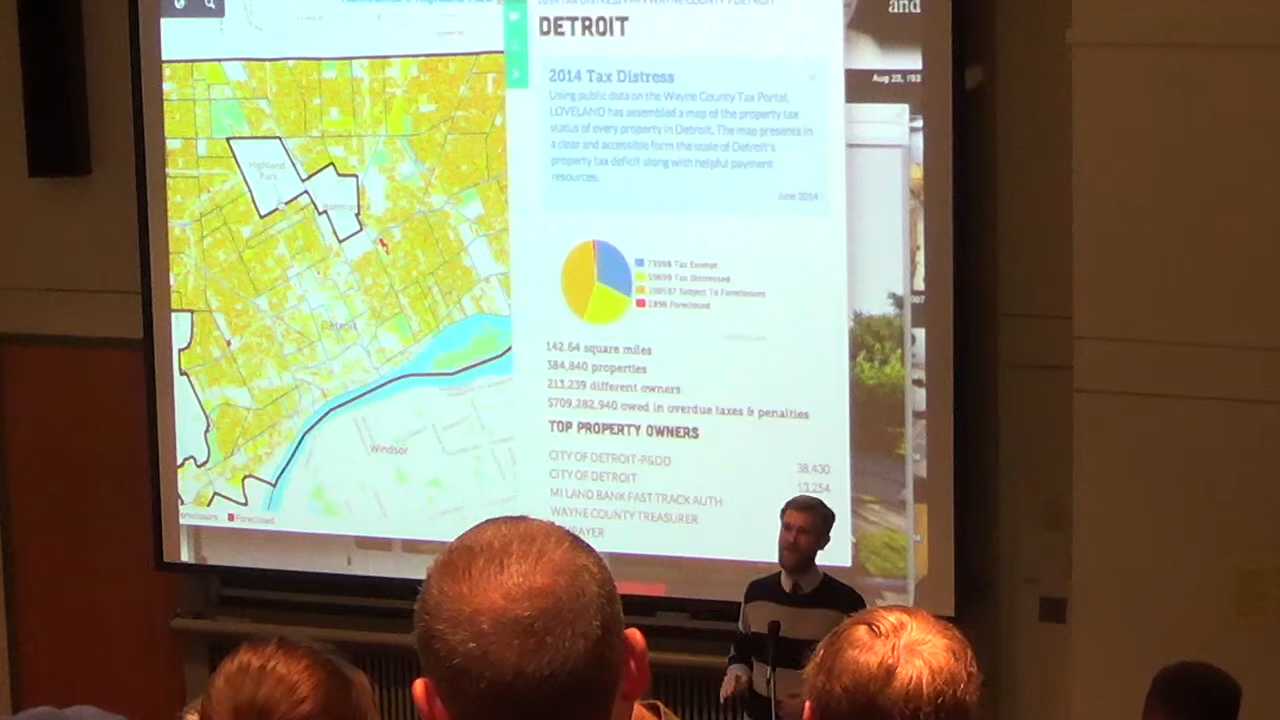 and
DETROIT
Aug 23, 193
2014 Tax Distress
Using public data on the Wayne County Tax Portal,
LOVELAND has assembled a map of the property tax
status of every property in Detroit. The map presents in
a clear and accessible form the scale of Detroit's
property tax deficit along with helpful payment
resources.
June 2014
Highland
Park
Hamtramck
Detroit
Windsor
Tax Exempt
Tax Distressed
Subject To Foreclosure
Foreclosed
142.64 square miles
384,840 properties
213,239 different owners
$709,282,940 owed in overdue taxes & penalties
TOP PROPERTY OWNERS
CITY OF DETROIT-P&DD 38,430
CITY OF DETROIT 13,254
MI LAND BANK FAST TRACK AUTH
WAYNE COUNTY TREASURER
PAYER
Foreclosed